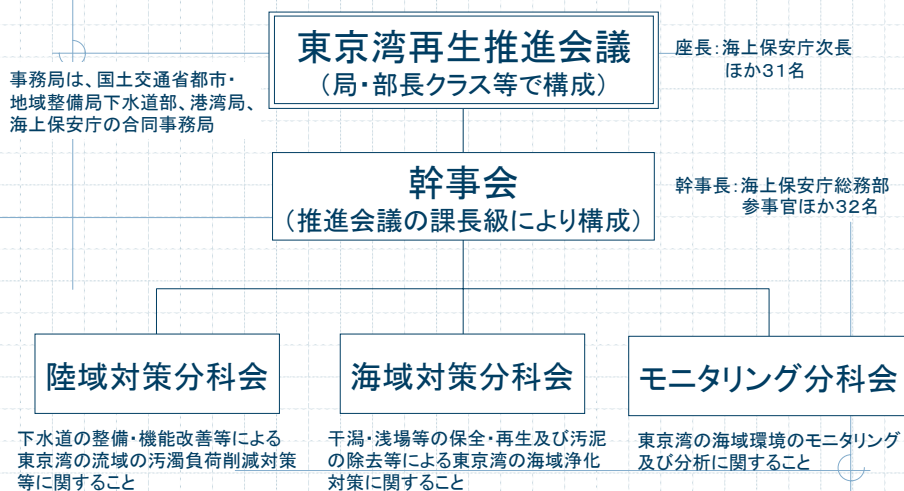 東京湾再生推進会議
（局・部長クラス等で構成）
座長：海上保安庁次長
ほか31名
事務局は、国土交通省都市・
地域整備局下水道部、港湾局、
海上保安庁の合同事務局
幹事会
（推進会議の課長級により構成）
幹事長：海上保安庁総務部
参事官ほか32名
陸域対策分科会
海域対策分科会
モニタリング分科会
下水道の整備・機能改善等による
東京湾の流域の汚濁負荷削減対策
等に関すること
干潟・浅場等の保全・再生及び汚泥
の除去等による東京湾の海域浄化
対策に関すること
東京湾の海域環境のモニタリング
及び分析に関すること